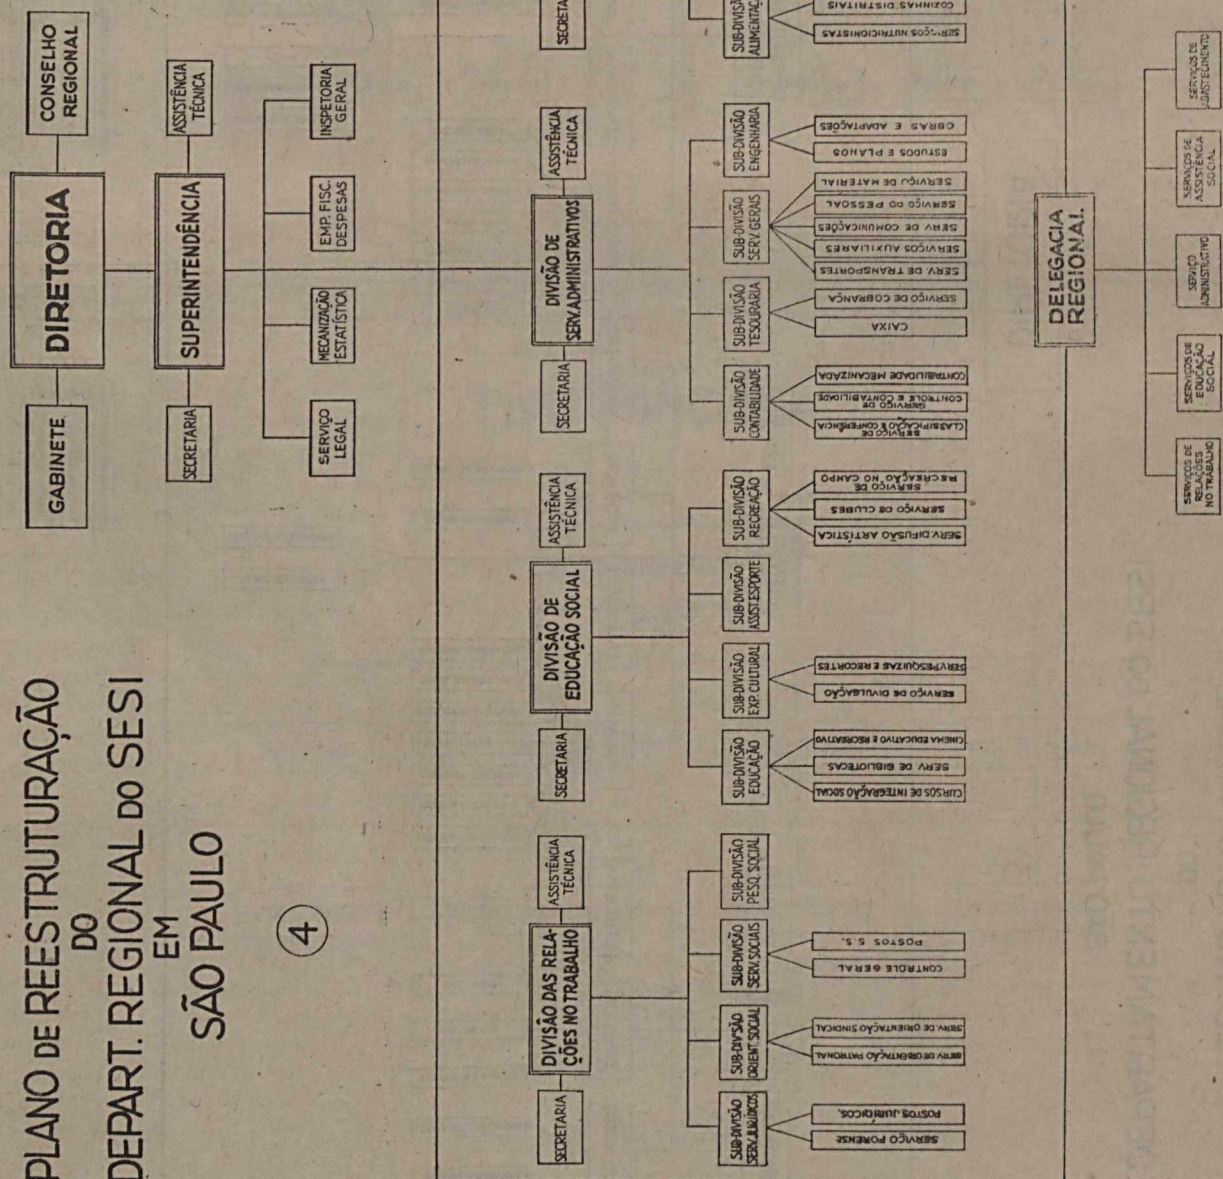 PLANO DE REESTRUTURAÇÃO
DO
DEPART. REGIONAL DO SESI
EM
SÃO PAULO
4
GABINETE
DIRETORIA
CONSELHO
REGIONAL
SECRETARIA
SUPERINTENDÊNCIA
ASSISTÊNCIA
TÉCNICA
SERVIÇO
LEGAL
MECANIZAÇÃO
ESTATÍSTICA
EMP. FISC.
DESPESAS
INSPETORIA
GERAL
SECRETARIA
DIVISÃO DAS RELA-
ÇÕES NO TRABALHO
ASSISTÊNCIA
TÉCNICA
SUB-DIVISÃO
SERV. JURÍDICOS
SERVIÇO FORENSE
POSTOS JURÍDICOS.
SUB-DIVISÃO
ORIENT. SOCIAL
SERV. DE ORIENTAÇÃO PATRONAL
SERV. DE ORIENTAÇÃO SINDICAL
SUB-DIVISÃO
SERV. SOCIAIS
CONTROLE GERAL
POSTOS S.S.
SUB-DIVISÃO
PESQ. SOCIAL
SECRETARIA
DIVISÃO DE
EDUCAÇÃO SOCIAL
ASSISTÊNCIA
TÉCNICA
SUB-DIVISÃO
EDUCAÇÃO
CURSOS DE INTEGRAÇÃO SOCIAL
SERV DE BIBLIOTECAS
CINEMA EDUCATIVO E RECREATIVO
SUB-DIVISÃO
EXP. CULTURAL
SERVIÇO DE DIVULGAÇÃO
SERV PESQUIZAS E RECORTES
SUB-DIVISÃO
ASSIST. ESPORTE
SUB-DIVISÃO
RECREAÇÃO
SERV DIFUSÃO ARTÍSTICA
SERVIÇO DE CLUBES
SERVIÇO DE
RECREAÇÃO NO CAMPO
SECRETARIA
DIVISÃO DE
SERV. ADMINISTRATIVOS
ASSISTÊNCIA
TÉCNICA
SUB-DIVISÃO
CONTABILIDADE
SERVIÇO DE
CLASSIFICAÇÃO E CONFERÊNCIA
SERVIÇO DE
CONTROLE E CONTABILIDADE
CONTABILIDADE MECANIZADA
SUB-DIVISÃO
TESOURARIA
CAIXA
SERVIÇO DE COBRANÇA
SUB-DIVISÃO
SERV. GERAIS
SERV. DE TRANSPORTES
SERVIÇOS AUXILIARES
SERV DE COMUNICAÇÕES
SERVIÇO DO PESSOAL
SERVIÇO DE MATERIAL
SUB-DIVISÃO
ENGENHARIA
ESTUDOS E PLANOS
OBRAS E ADAPTAÇÕES
SECRETA
SUB-DIVISÃ
ALIMENTAÇ
SERVIÇOS NUTRICIONISTAS
COZINHAS DISTRITAIS
DELEGACIA
REGIONAL
SERVIÇOS DE
RELAÇÕES
NO TRABALHO
SERVIÇOS DE
EDUCAÇÃO
SOCIAL
SERVIÇO
ADMINISTRATIVO
SERVIÇOS DE
ASSISTÊNCIA
SOCIAL
SERVIÇOS DE
ABASTECIMENTO